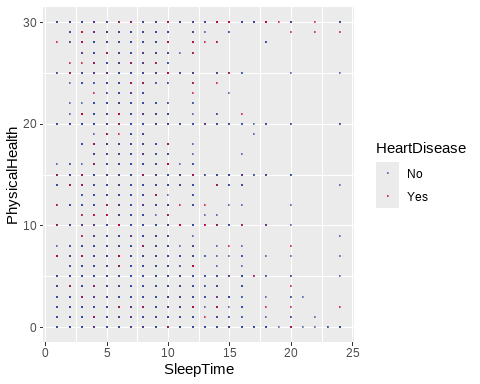 30
20
10
0
PhysicalHealth
0 5 10 15 20 25
SleepTime
HeartDisease
No
Yes